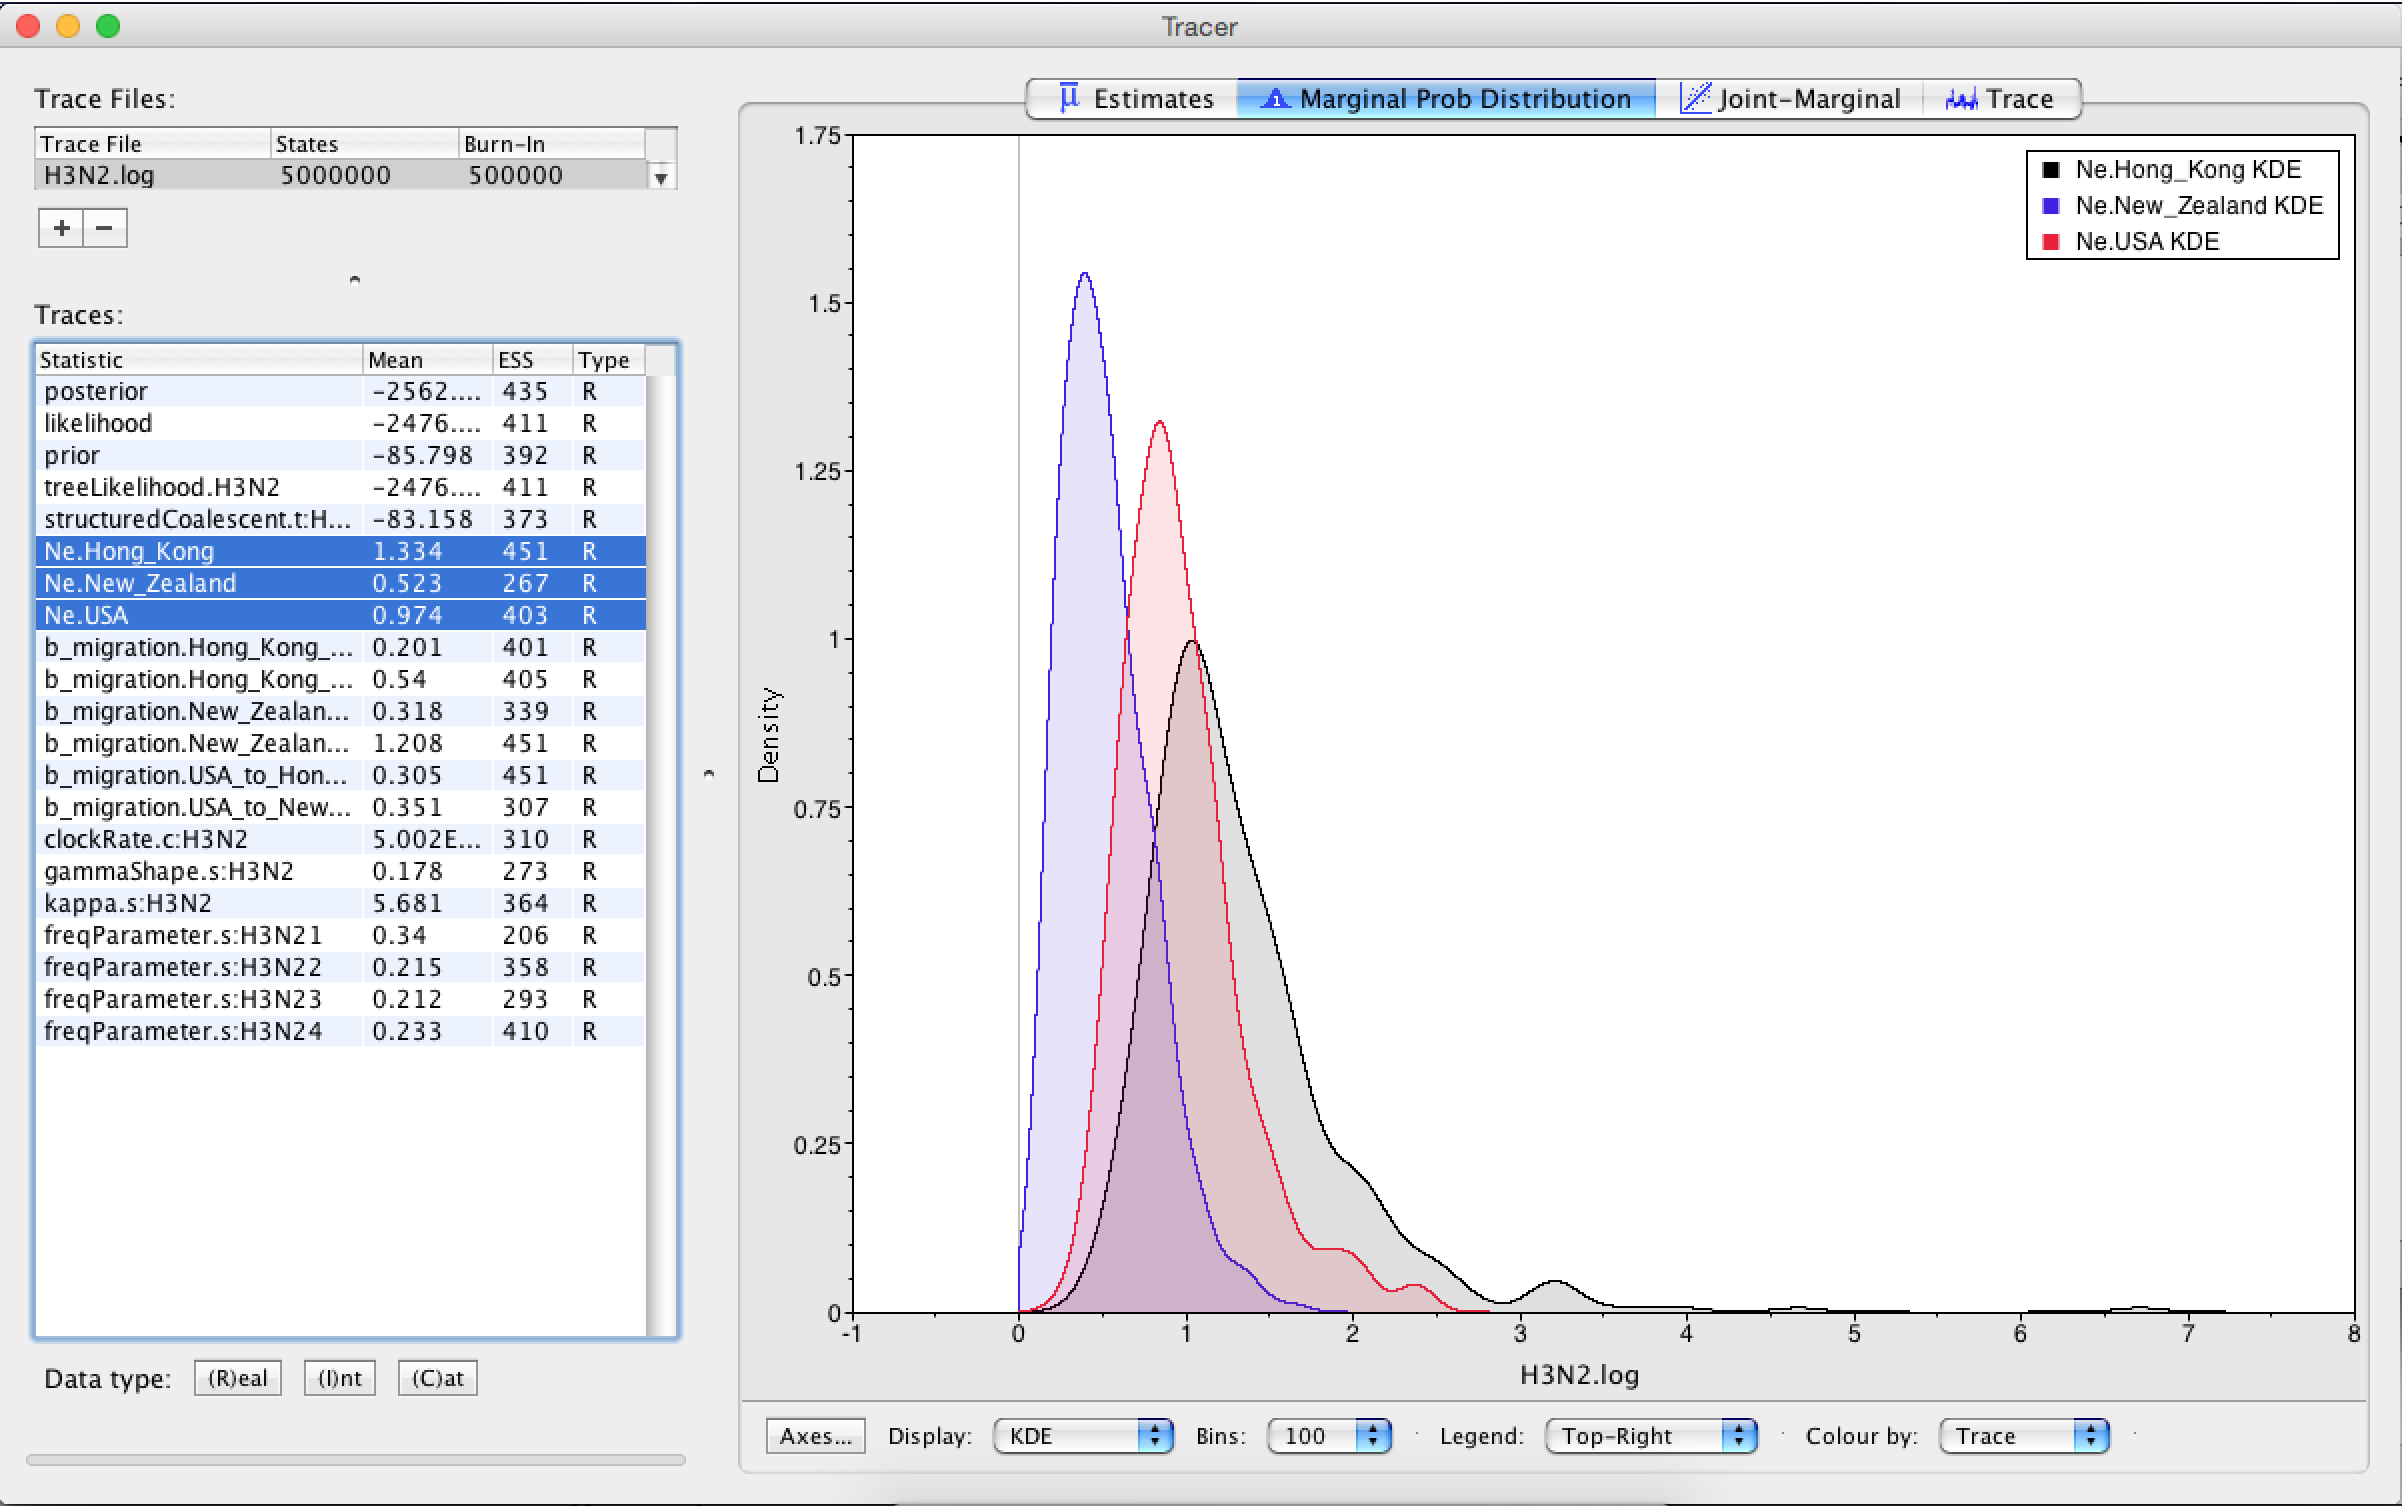 Tracer
Trace Files:
Trace File States Burn-In
H3N2.log 5000000 500000
+ −
Traces:
Statistic Mean ESS Type
posterior −2562.... 435 R
likelihood −2476.... 411 R
prior −85.798 392 R
treeLikelihood.H3N2 −2476.... 411 R
structuredCoalescent.t:H... −83.158 373 R
Ne.Hong_Kong 1.334 451 R
Ne.New_Zealand 0.523 267 R
Ne.USA 0.974 403 R
b_migration.Hong_Kong_... 0.201 401 R
b_migration.Hong_Kong_... 0.54 405 R
b_migration.New_Zealan... 0.318 339 R
b_migration.New_Zealan... 1.208 451 R
b_migration.USA_to_Hon... 0.305 451 R
b_migration.USA_to_New... 0.351 307 R
clockRate.c:H3N2 5.002E... 310 R
gammaShape.s:H3N2 0.178 273 R
kappa.s:H3N2 5.681 364 R
freqParameter.s:H3N21 0.34 206 R
freqParameter.s:H3N22 0.215 358 R
freqParameter.s:H3N23 0.212 293 R
freqParameter.s:H3N24 0.233 410 R
Data type: (R)eal (I)nt (C)at
μ Estimates Marginal Prob Distribution Joint-Marginal Trace
Ne.Hong_Kong KDE
Ne.New_Zealand KDE
Ne.USA KDE
Density
1.75
1.5
1.25
1
0.75
0.5
0.25
0
-1 0 1 2 3 4 5 6 7 8
H3N2.log
Axes... Display: KDE Bins: 100 Legend: Top-Right Colour by: Trace